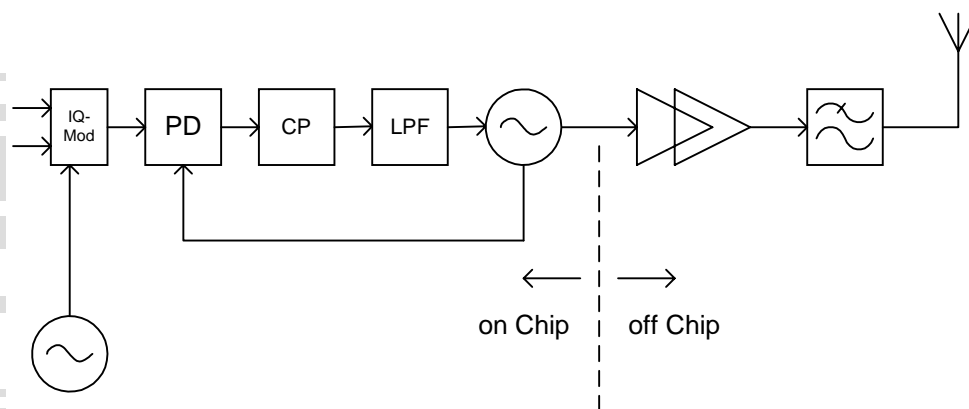 IQ-
Mod
PD
CP
LPF
on Chip
off Chip